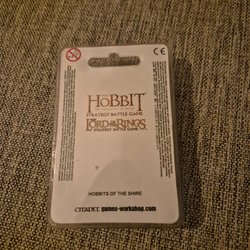 THE
HOBBIT
STRATEGY BATTLE GAME
THE
LORD OF THE RINGS
STRATEGY BATTLE GAME
HOBBITS OF THE SHIRE
CITADEL games-workshop.com
CE